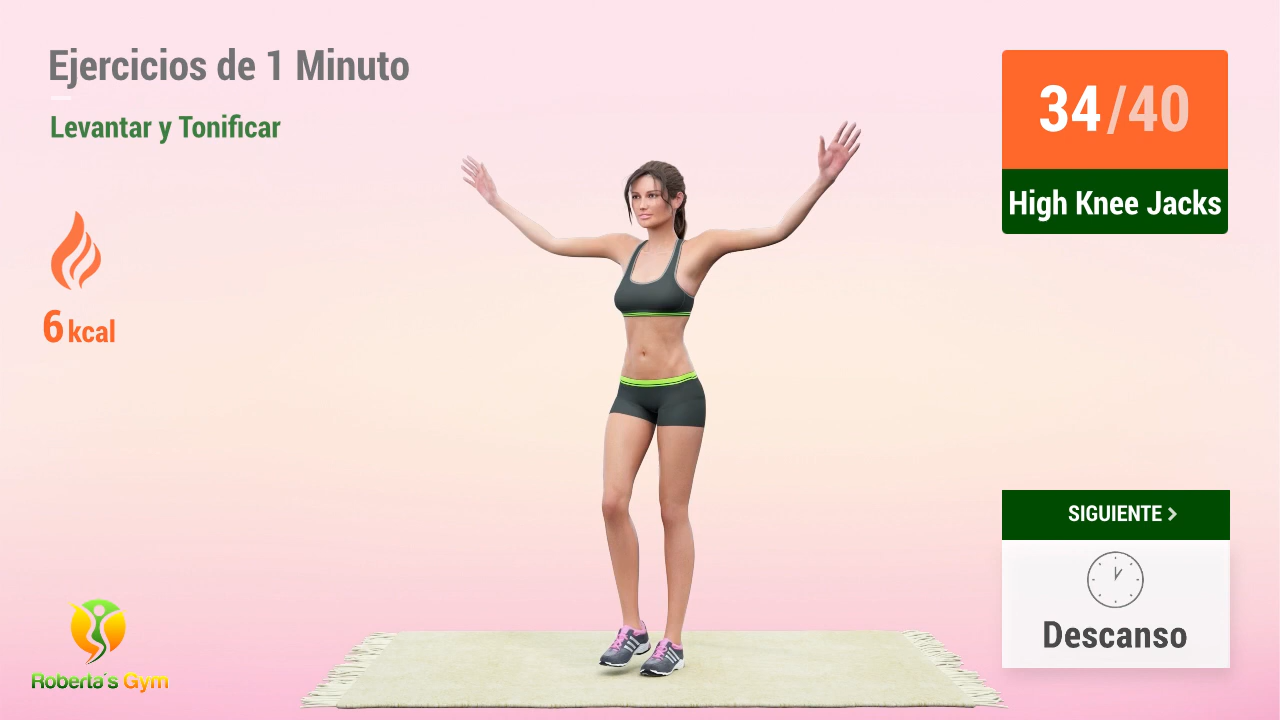 Ejercicios de 1 Minuto
Levantar y Tonificar
34/40
High Knee Jacks
6 kcal
SIGUIENTE >
Descanso
Roberta's Gym